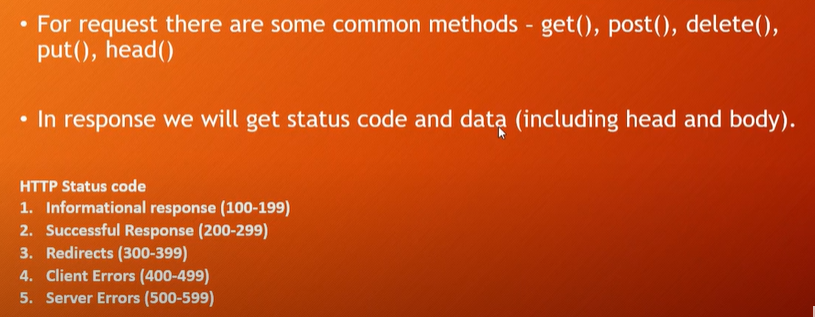 • For request there are some common methods – get(), post(), delete(),
put(), head()
• In response we will get status code and data (including head and body).
HTTP Status code
1. Informational response (100-199)
2. Successful Response (200-299)
3. Redirects (300-399)
4. Client Errors (400-499)
5. Server Errors (500-599)